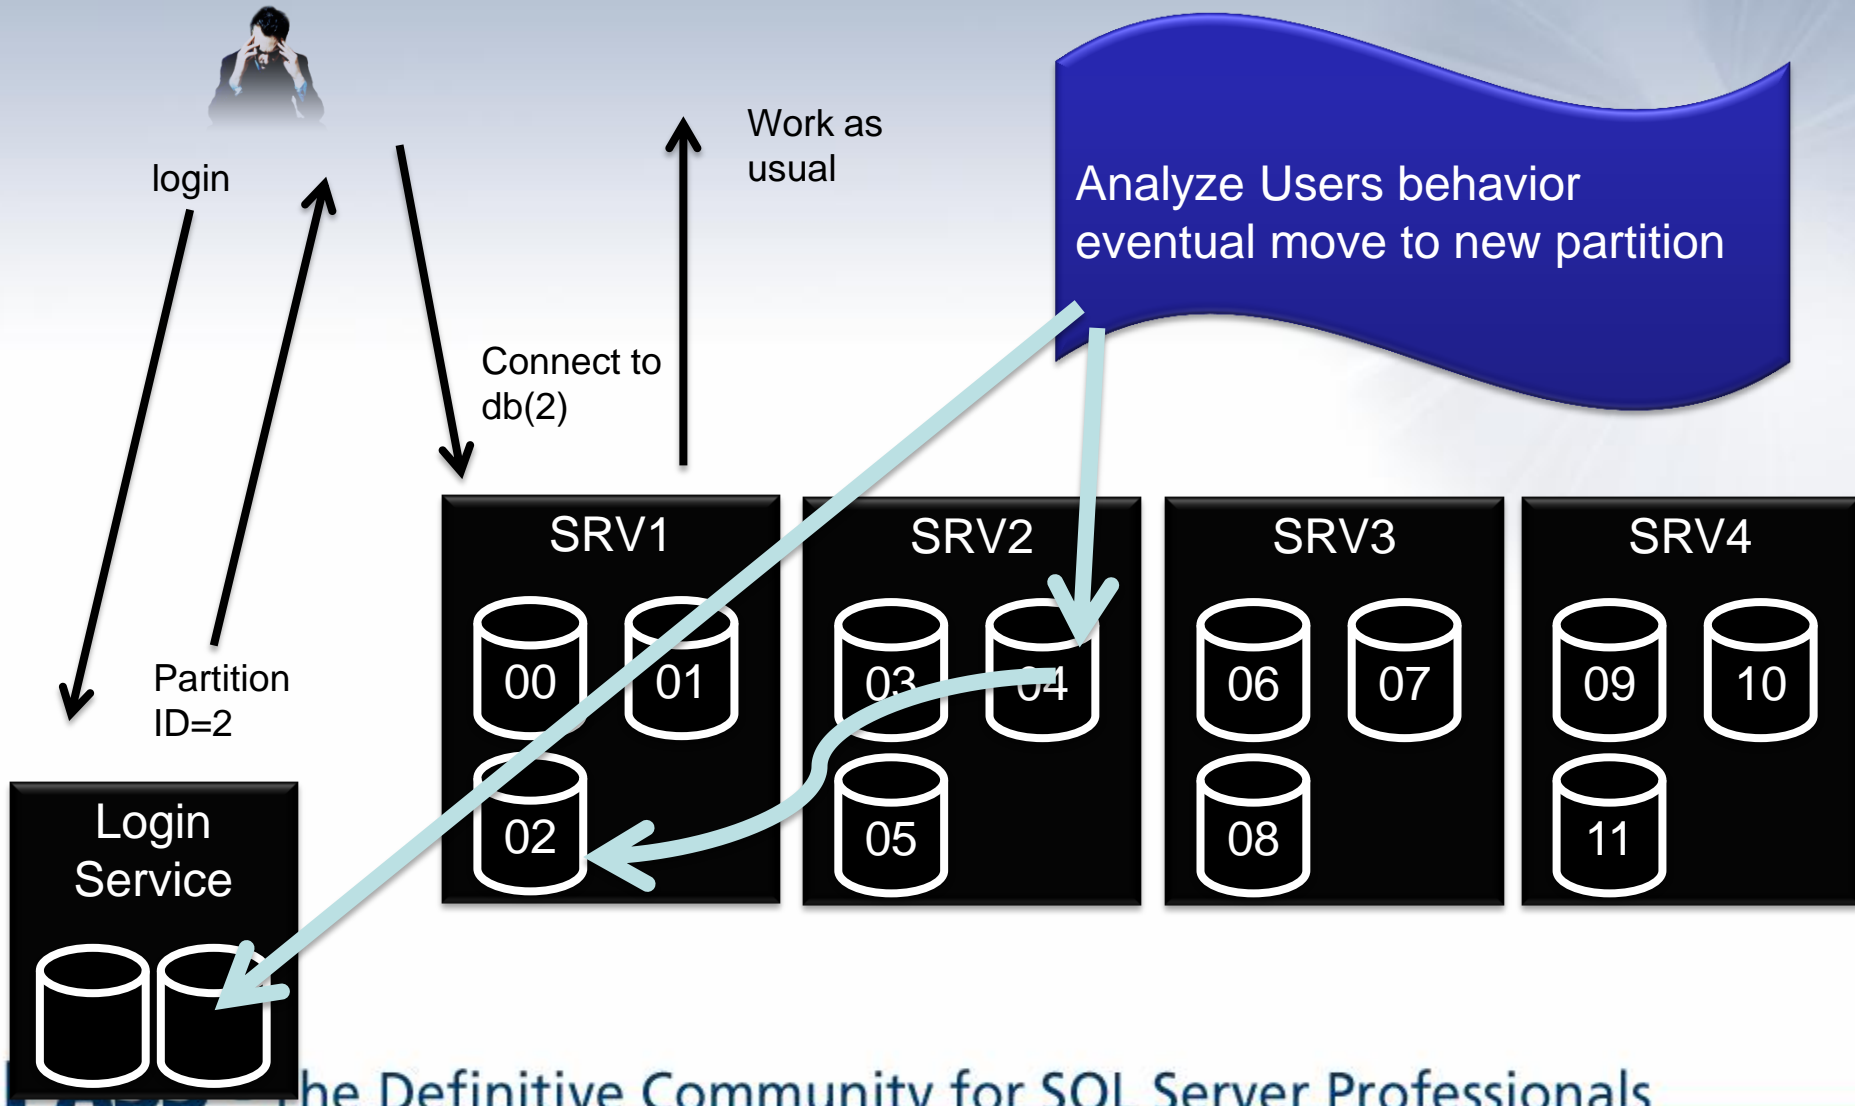 login
Work as
usual
Analyze Users behavior
eventual move to new partition
Connect to
db(2)
Partition
ID=2
SRV1
SRV2
SRV3
SRV4
00
01
03
04
06
07
09
10
02
05
08
11
Login
Service
he Definitive Community for SQL Server Professionals